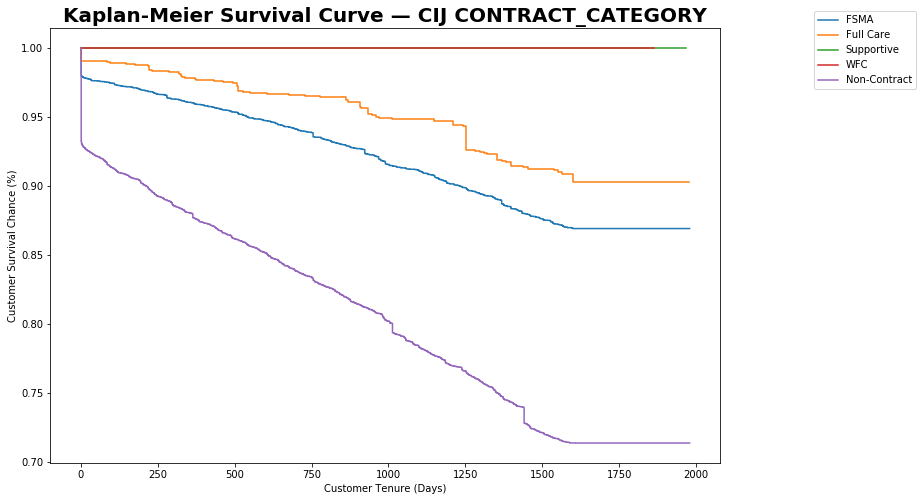 Kaplan-Meier Survival Curve — CIJ CONTRACT_CATEGORY
FSMA
Full Care
Supportive
WFC
Non-Contract
Customer Survival Chance (%)
1.00
0.95
0.90
0.85
0.80
0.75
0.70
0 250 500 750 1000 1250 1500 1750 2000
Customer Tenure (Days)